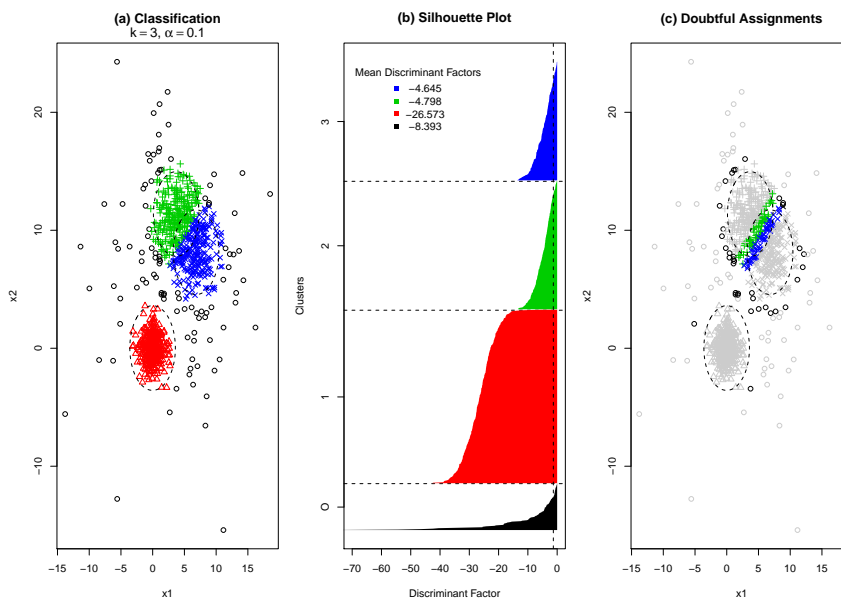 (a) Classification
k = 3, α = 0.1
x2
20
10
0
−10
−15 −10 −5 0 5 10 15
x1
(b) Silhouette Plot
Mean Discriminant Factors
−4.645
−4.798
−26.573
−8.393
Clusters
3
2
1
O
−70 −60 −50 −40 −30 −20 −10 0
Discriminant Factor
(c) Doubtful Assignments
x2
20
10
0
−10
−15 −10 −5 0 5 10 15
x1